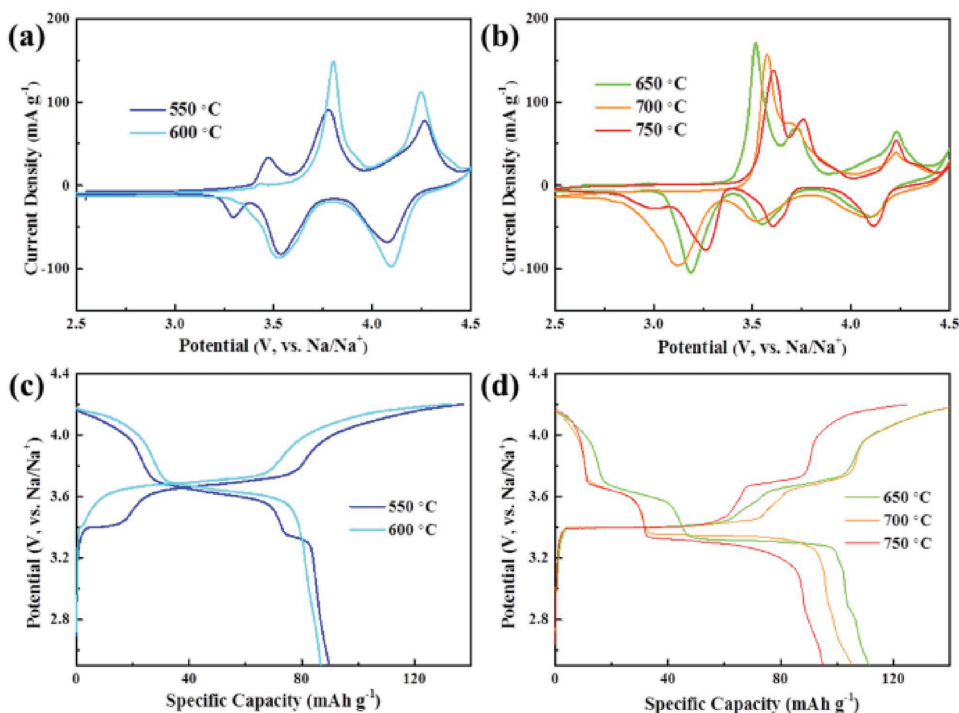 (a)
200
100
0
-100
Current Density (mA g⁻¹)
550 °C
600 °C
2.5 3.0 3.5 4.0 4.5
Potential (V, vs. Na/Na⁺)
(b)
200
100
0
-100
Current Density (mA g⁻¹)
650 °C
700 °C
750 °C
2.5 3.0 3.5 4.0 4.5
Potential (V, vs. Na/Na⁺)
(c)
4.4
4.0
3.6
3.2
2.8
Potential (V, vs. Na/Na⁺)
550 °C
600 °C
0 40 80 120
Specific Capacity (mAh g⁻¹)
(d)
4.4
4.0
3.6
3.2
2.8
Potential (V, vs. Na/Na⁺)
650 °C
700 °C
750 °C
0 40 80 120
Specific Capacity (mAh g⁻¹)